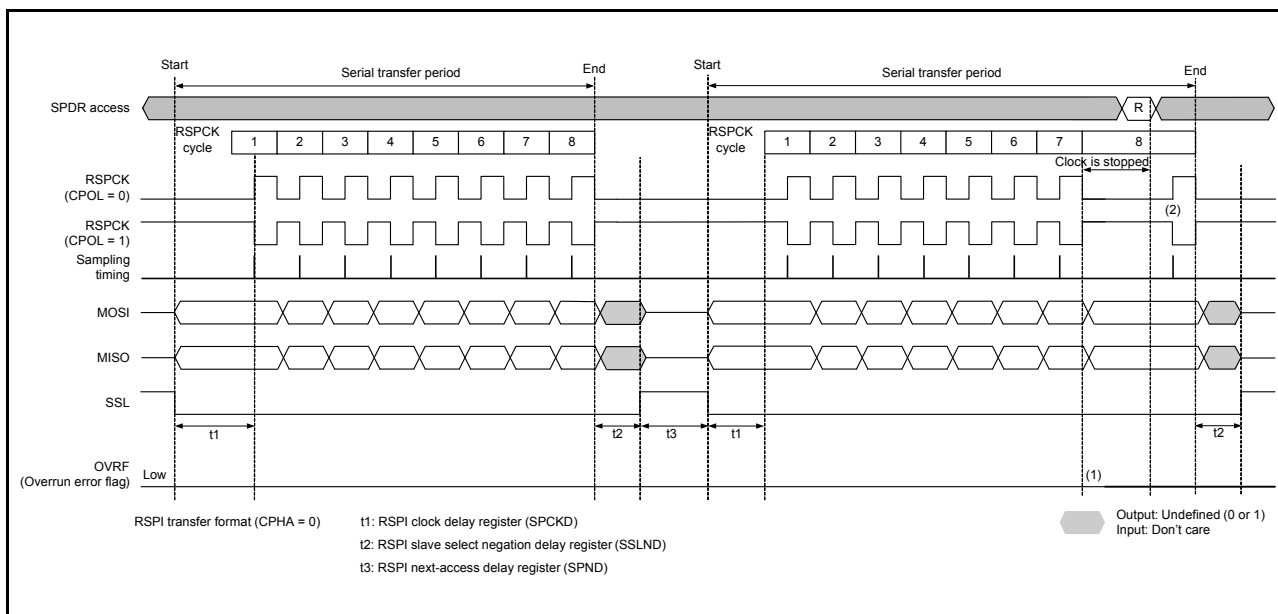 Start
Serial transfer period
End
Start
Serial transfer period
End
SPDR access
R
RSPCK
cycle
1 2 3 4 5 6 7 8
RSPCK
cycle
1 2 3 4 5 6 7 8
Clock is stopped
RSPCK
(CPOL = 0)
(2)
RSPCK
(CPOL = 1)
Sampling
timing
MOSI
MISO
SSL
t1
t2
t3
t1
t2
OVRF
(Overrun error flag)
Low
(1)
RSPI transfer format (CPHA = 0)
t1: RSPI clock delay register (SPCKD)
t2: RSPI slave select negation delay register (SSLND)
t3: RSPI next-access delay register (SPND)
Output: Undefined (0 or 1)
Input: Don't care